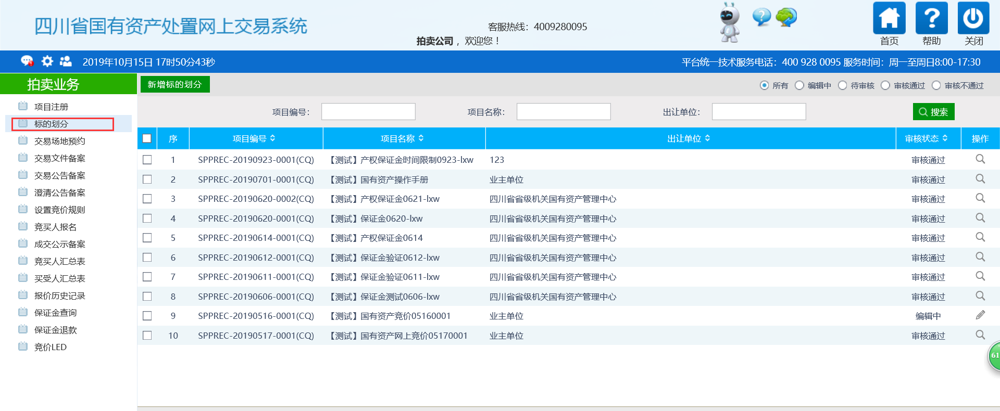 四川省国有资产处置网上交易系统
客服热线：4009280095
拍卖公司 ，欢迎您！
首页 帮助 关闭
2019年10月15日 17时50分43秒
平台统一技术服务电话：400 928 0095 服务时间：周一至周日8:00-17:30
拍卖业务
项目注册
标的划分
交易场地预约
交易文件备案
交易公告备案
澄清公告备案
设置竞价规则
竞买人报名
成交公示备案
竞买人汇总表
买受人汇总表
报价历史记录
保证金查询
保证金退款
竞价LED
新增标的划分
所有 编辑中 待审核 审核通过 审核不通过
项目编号： 项目名称： 出让单位： 搜索
序 项目编号 项目名称 出让单位 审核状态 操作
1 SPPREC-20190923-0001(CQ) 【测试】产权保证金时间限制0923-lxw 123 审核通过
2 SPPREC-20190701-0001(CQ) 【测试】国有资产操作手册 业主单位 审核通过
3 SPPREC-20190620-0002(CQ) 【测试】产权保证金0621-lxw 四川省省级机关国有资产管理中心 审核通过
4 SPPREC-20190620-0001(CQ) 【测试】保证金0620-lxw 四川省省级机关国有资产管理中心 审核通过
5 SPPREC-20190614-0001(CQ) 【测试】产权保证金0614 四川省省级机关国有资产管理中心 审核通过
6 SPPREC-20190612-0001(CQ) 【测试】保证金验证0612-lxw 四川省省级机关国有资产管理中心 审核通过
7 SPPREC-20190611-0001(CQ) 【测试】保证金验证0611-lxw 四川省省级机关国有资产管理中心 审核通过
8 SPPREC-20190606-0001(CQ) 【测试】保证金测试0606-lxw 四川省省级机关国有资产管理中心 审核通过
9 SPPREC-20190516-0001(CQ) 【测试】国有资产竞价05160001 业主单位 编辑中
10 SPPREC-20190517-0001(CQ) 【测试】国有资产网上竞价05170001 业主单位 审核通过
61